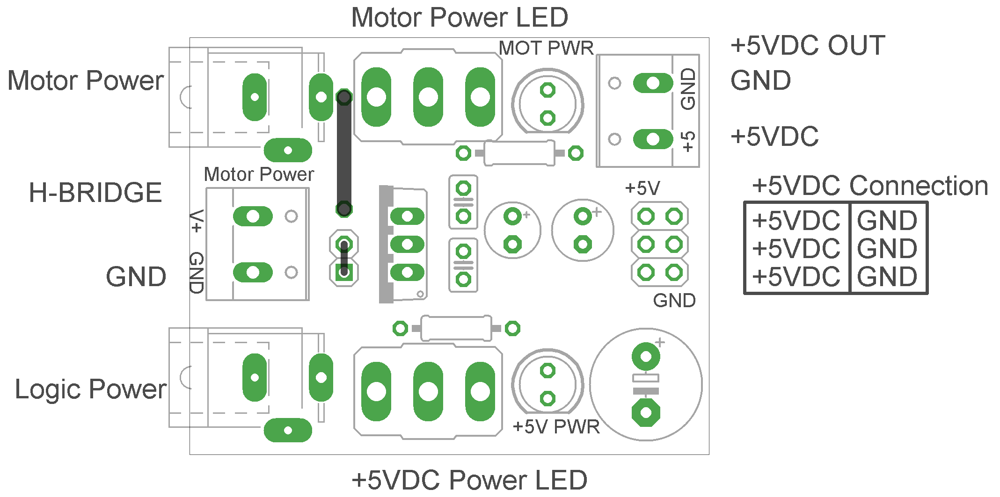 Motor Power LED
MOT PWR
+5VDC OUT
Motor Power
GND
GND
+5
+5VDC
Motor Power
H-BRIDGE
V+
GND
GND
+5V
+5VDC Connection
+5VDC GND
+5VDC GND
+5VDC GND
GND
+
+
+
Logic Power
+5V PWR
+5VDC Power LED